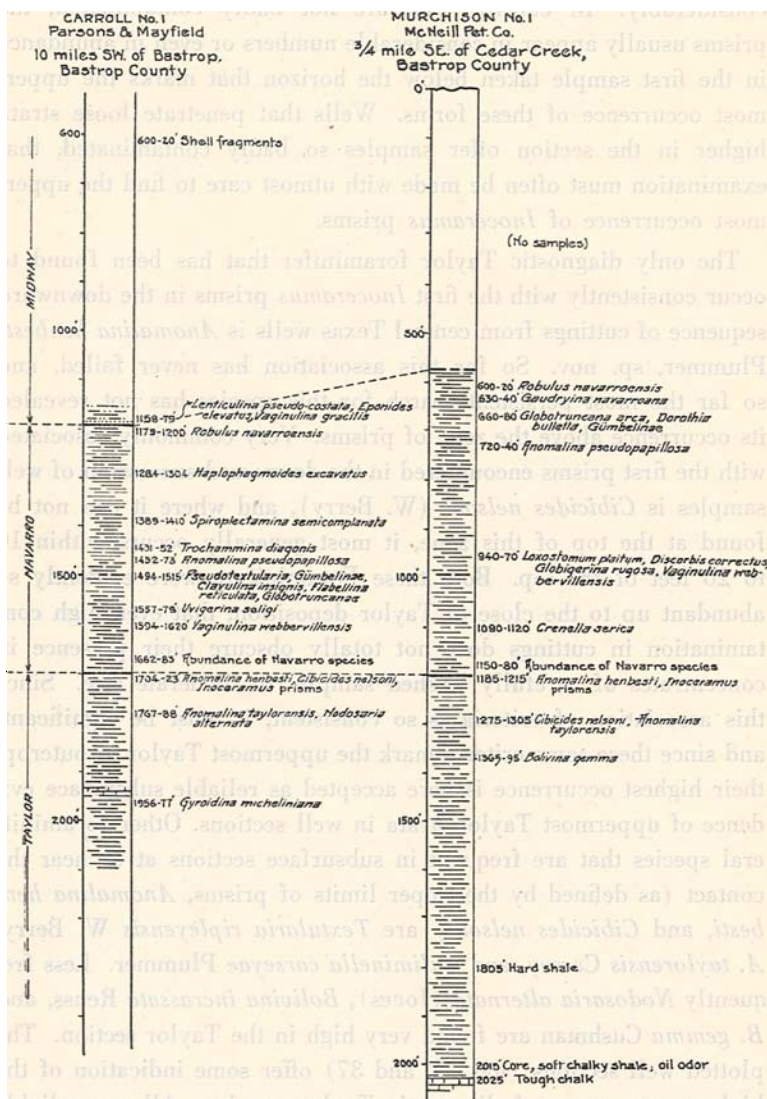 CARROLL No.1
Parsons & Mayfield
10 miles SW. of Bastrop,
Bastrop County
MURCHISON No.1
McNeill Pet. Co.
3/4 mile SE. of Cedar Creek,
Bastrop County
MIDWAY
NAVARRO
TAYLOR
600-
600-20' Shell fragments
1000-
1158-79'
Lenticulina pseudo-costata, Eponides
elevatus, Vaginulina gracilis
1179-1200' Robulus navarroensis
1284-1304' Haplophragmoides excavatus
1389-1410' Spiroplectamina semicomplanata
1431-52' Trochammina diagonis
1452-73' Anomalina pseudopapillosa
1500-
1494-1515' Pseudotextularia, Gümbelinae,
Clavulina insignis, Flabellina
reticulata, Globotruncanas
1557-78' Uvigerina seligi
1594-1620' Vaginulina webbervillensis
1662-83' Abundance of Navarro species
1704-25' Anomalina henbesti, Cibicides nelsoni,
Inoceramus prisms
1767-88' Anomalina taylorensis, Nodosaria
alternata
1956-77' Gyroidina micheliniana
2000-
0
(No samples)
500-
600-20' Robulus navarroensis
630-40' Gaudryina navarroana
660-80' Globotruncana arca, Dorothia
bulletta, Gümbelinae
720-40' Anomalina pseudopapillosa
940-70' Loxostomum plaitum, Discorbis correctus,
Globigerina rugosa, Vaginulina web-
bervillensis
1000-
1090-1120' Crenella serica
1150-80' Abundance of Navarro species
1185-1215' Anomalina henbesti, Inoceramus
prisms
1275-1305' Cibicides nelsoni, Anomalina
taylorensis
1365-95' Bolivina gemma
1500-
1805' Hard shale
2000-
2015' Core, soft chalky shale; oil odor
2025' Tough chalk